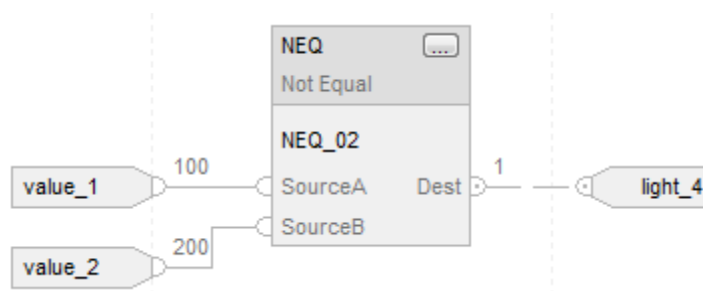 NEQ
...
Not Equal
NEQ_02
100
1
value_1
SourceA
Dest
light_4
SourceB
200
value_2